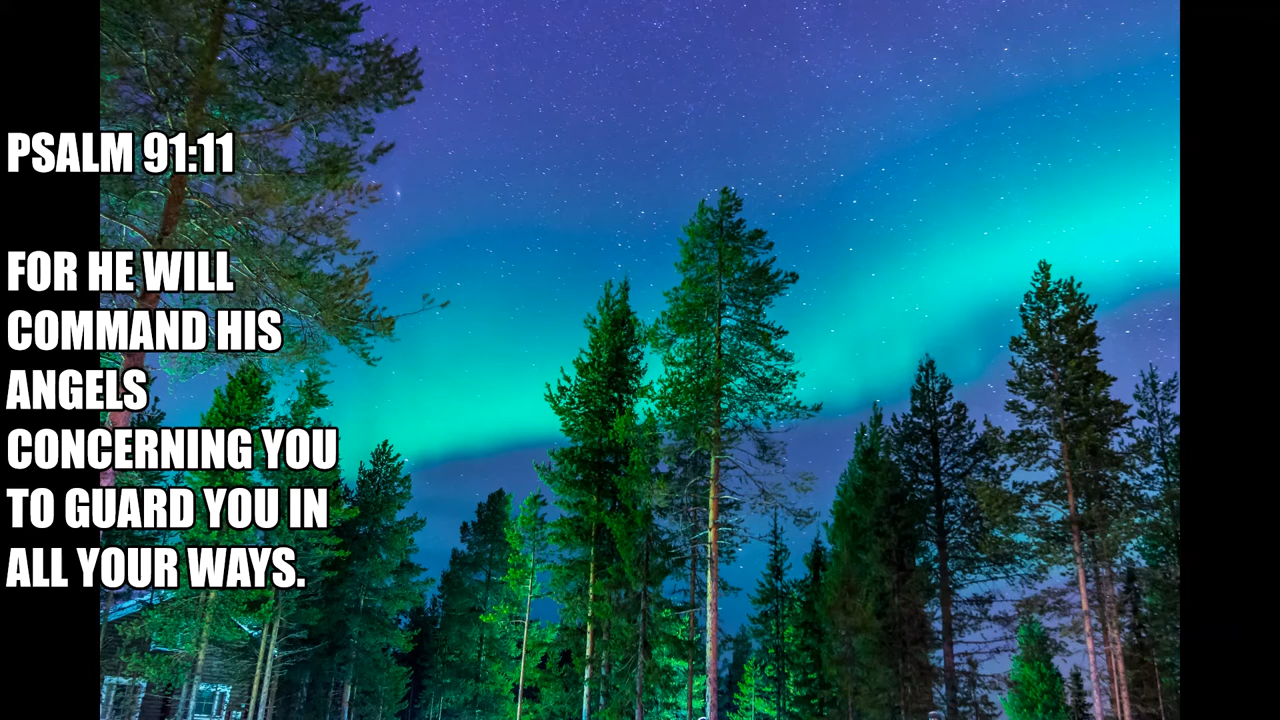 PSALM 91:11
FOR HE WILL
COMMAND HIS
ANGELS
CONCERNING YOU
TO GUARD YOU IN
ALL YOUR WAYS.